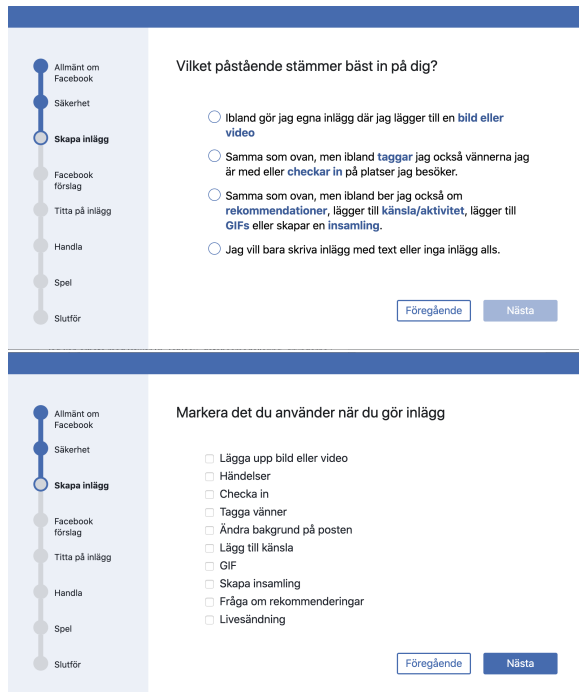 Allmänt om
Facebook
Säkerhet
Skapa inlägg
Facebook
förslag
Titta på inlägg
Handla
Spel
Slutför
Vilket påstående stämmer bäst in på dig?
Ibland gör jag egna inlägg där jag lägger till en bild eller
video
Samma som ovan, men ibland taggar jag också vännerna jag
är med eller checkar in på platser jag besöker.
Samma som ovan, men ibland ber jag också om
rekommendationer, lägger till känsla/aktivitet, lägger till
GIFs eller skapar en insamling.
Jag vill bara skriva inlägg med text eller inga inlägg alls.
Föregående
Nästa
Allmänt om
Facebook
Säkerhet
Skapa inlägg
Facebook
förslag
Titta på inlägg
Handla
Spel
Slutför
Markera det du använder när du gör inlägg
Lägga upp bild eller video
Händelser
Checka in
Tagga vänner
Ändra bakgrund på posten
Lägg till känsla
GIF
Skapa insamling
Fråga om rekommenderingar
Livesändning
Föregående
Nästa